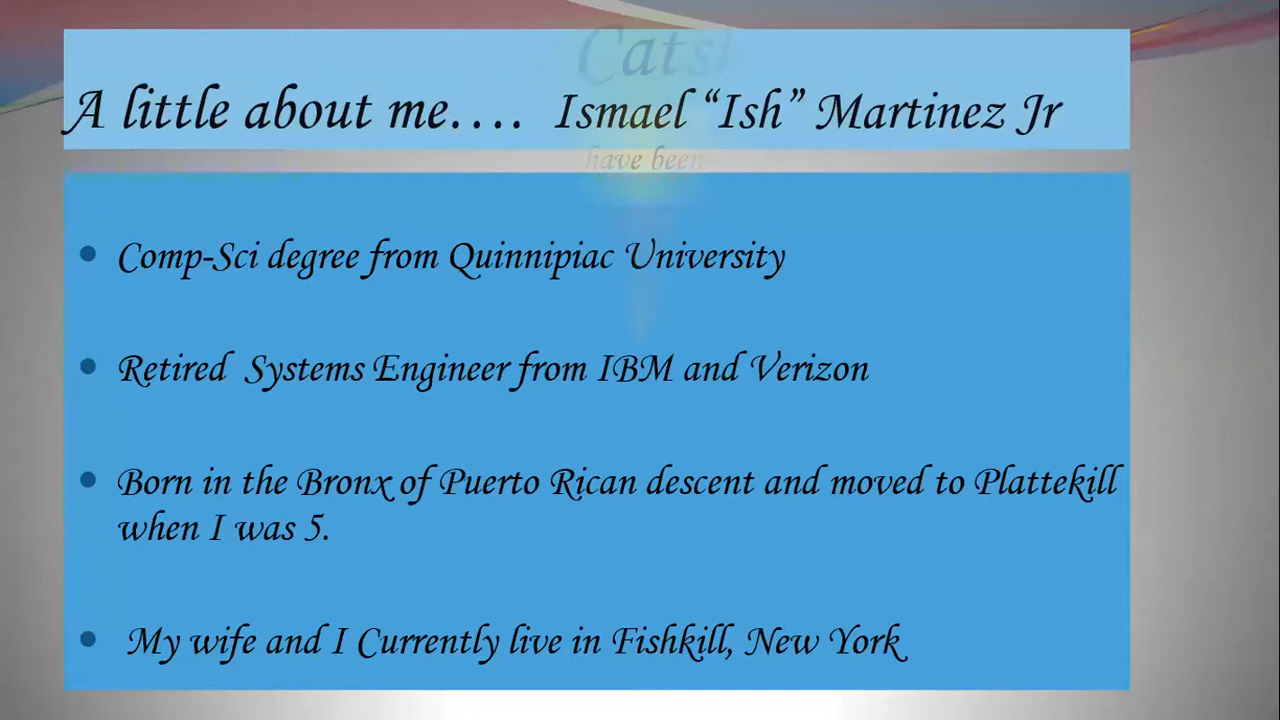 A little about me…. Ismael “Ish” Martinez Jr
have been
• Comp-Sci degree from Quinnipiac University
• Retired Systems Engineer from IBM and Verizon
• Born in the Bronx of Puerto Rican descent and moved to Plattekill
when I was 5.
• My wife and I Currently live in Fishkill, New York